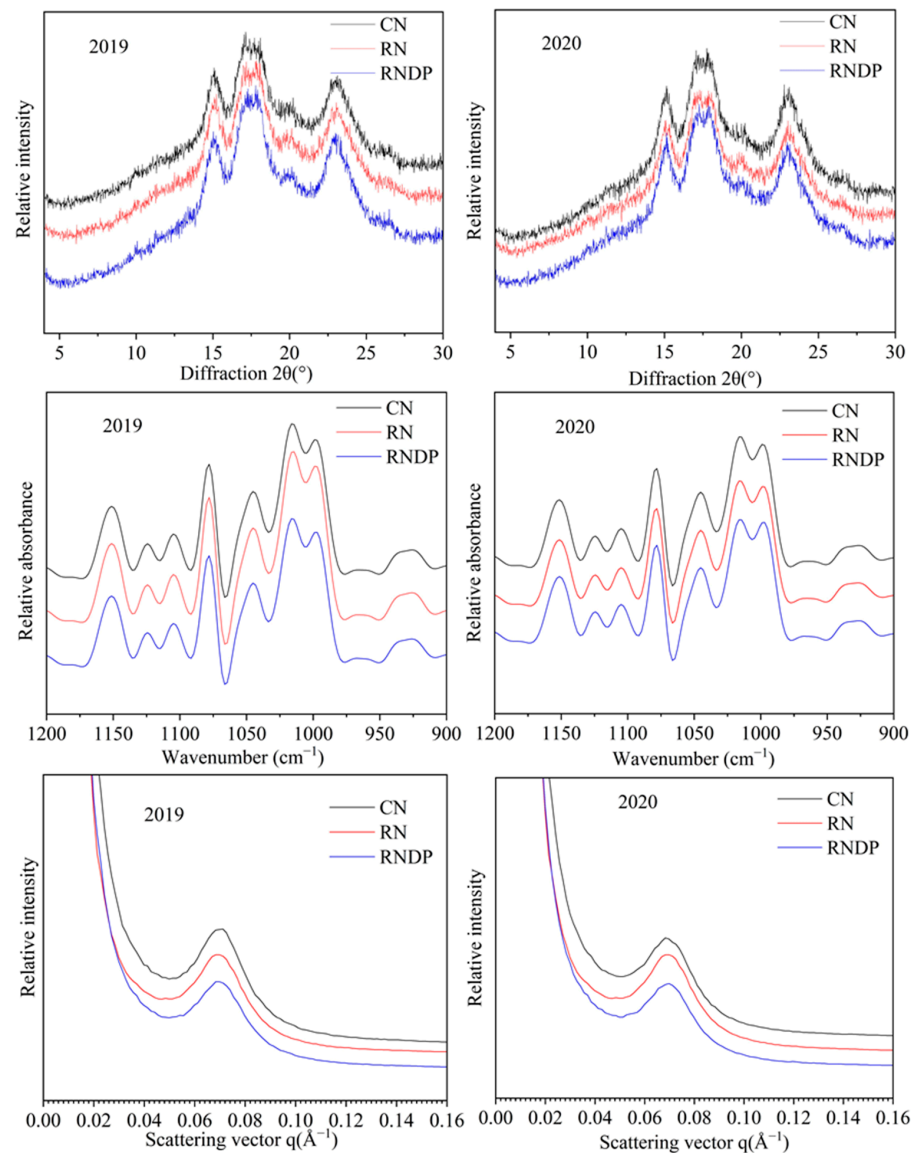 2019
CN
RN
RNDP
Relative intensity
5 10 15 20 25 30
Diffraction 2θ(°)
2020
CN
RN
RNDP
Relative intensity
5 10 15 20 25 30
Diffraction 2θ(°)
2019
CN
RN
RNDP
Relative absorbance
1200 1150 1100 1050 1000 950 900
Wavenumber (cm⁻¹)
2020
CN
RN
RNDP
Relative absorbance
1200 1150 1100 1050 1000 950 900
Wavenumber (cm⁻¹)
2019
CN
RN
RNDP
Relative intensity
0.00 0.02 0.04 0.06 0.08 0.10 0.12 0.14 0.16
Scattering vector q(Å⁻¹)
2020
CN
RN
RNDP
Relative intensity
0.00 0.02 0.04 0.06 0.08 0.10 0.12 0.14 0.16
Scattering vector q(Å⁻¹)